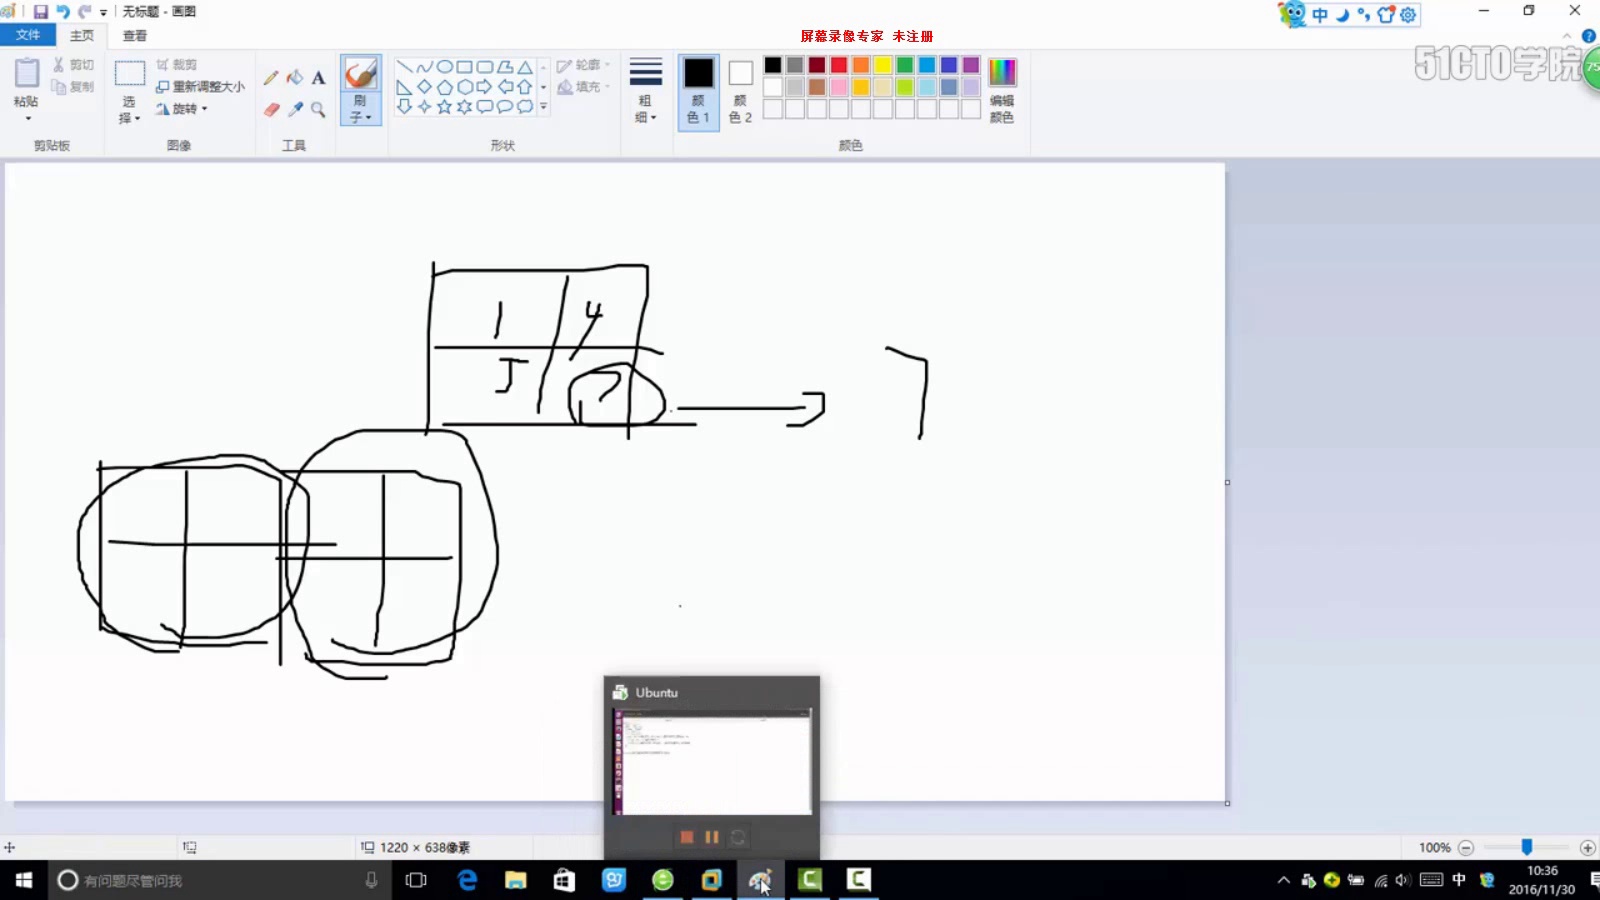 无标题 - 画图
中
文件
主页
查看
屏幕录像专家 未注册
51CTO学院
75
粘贴
剪切
复制
选择
裁剪
重新调整大小
旋转
A
刷子
轮廓
填充
粗细
颜色 1
颜色 2
编辑颜色
剪贴板
图像
工具
形状
颜色
1
4
Ubuntu
1220 × 638像素
100%
有问题尽管问我
中
10:36
2016/11/30